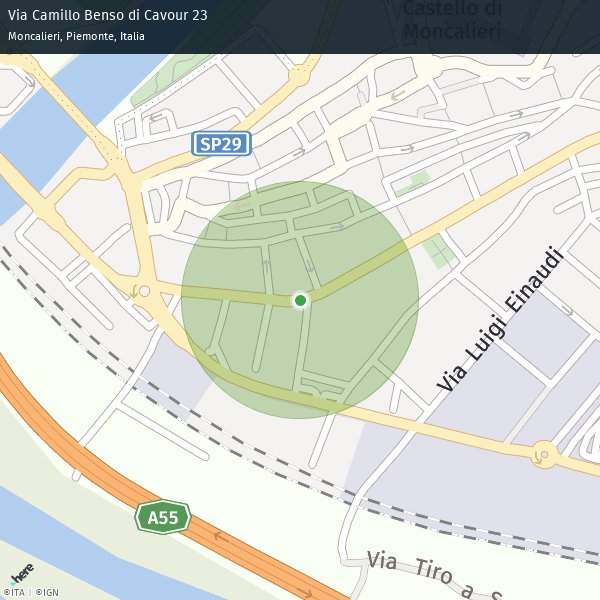 Via Camillo Benso di Cavour 23
Moncalieri, Piemonte, Italia
Castello di
Moncalieri
SP29
Via Luigi Einaudi
A55
Via Tiro a S
here
©ITA | ©IGN